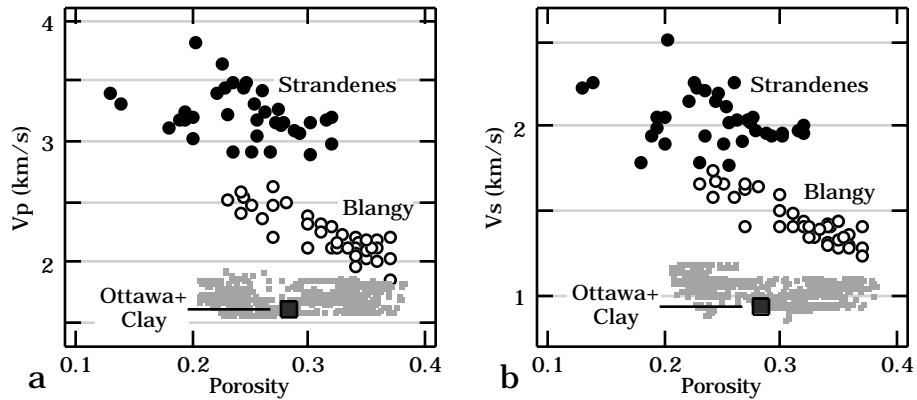 4
3
2
Vp (km/s)
Strandenes
Blangy
Ottawa+
Clay
0.1
0.2
0.3
0.4
Porosity
a
2
1
Vs (km/s)
Strandenes
Blangy
Ottawa+
Clay
0.1
0.2
0.3
0.4
Porosity
b